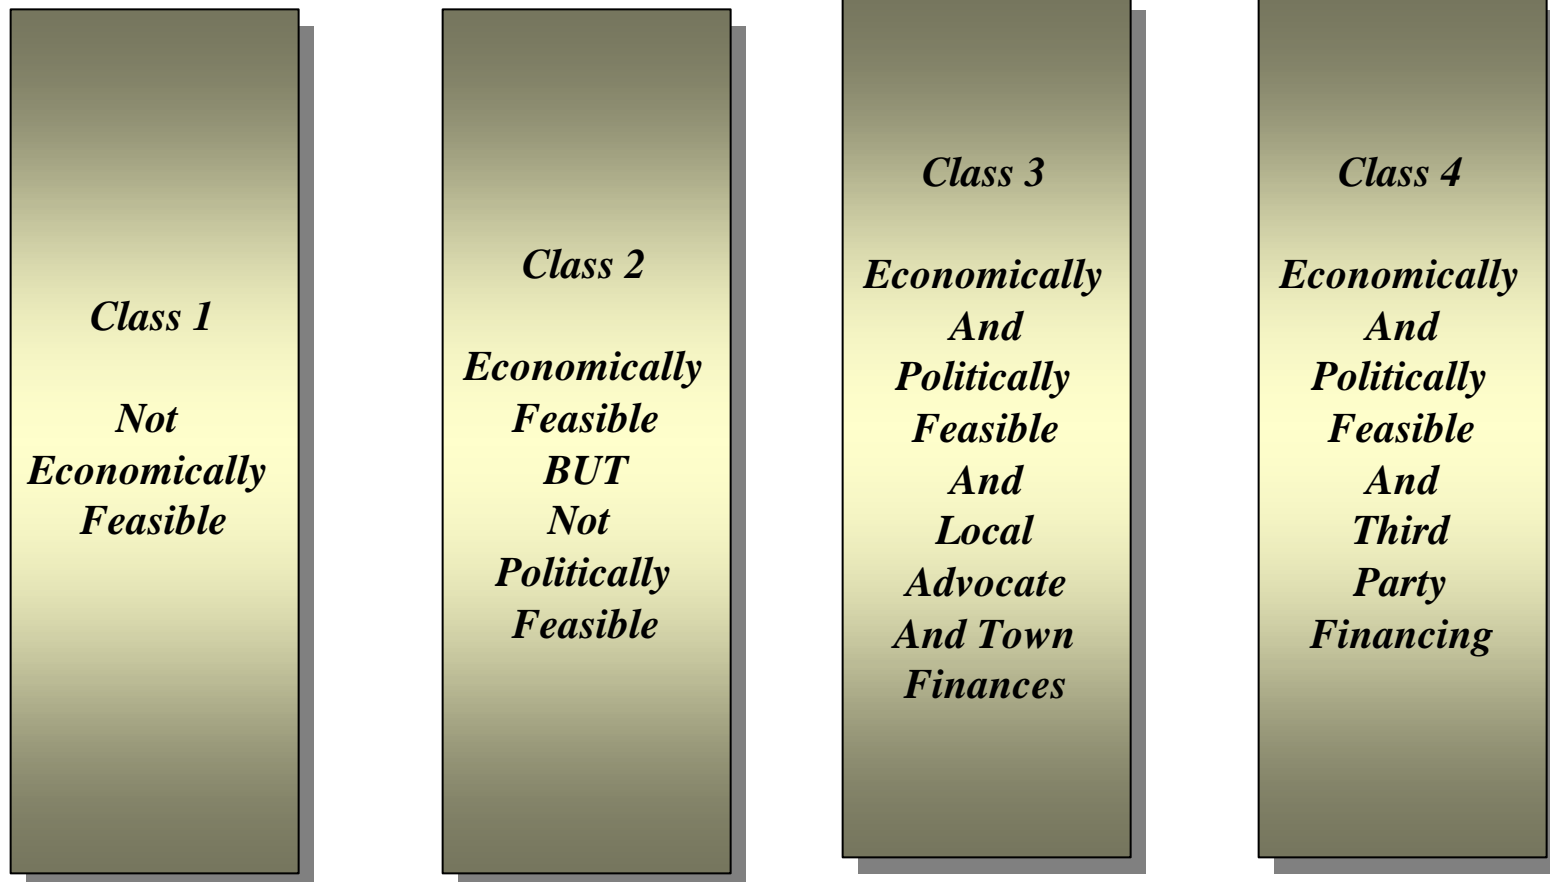 Class 1
Not
Economically
Feasible
Class 2
Economically
Feasible
BUT
Not
Politically
Feasible
Class 3
Economically
And
Politically
Feasible
And
Local
Advocate
And Town
Finances
Class 4
Economically
And
Politically
Feasible
And
Third
Party
Financing